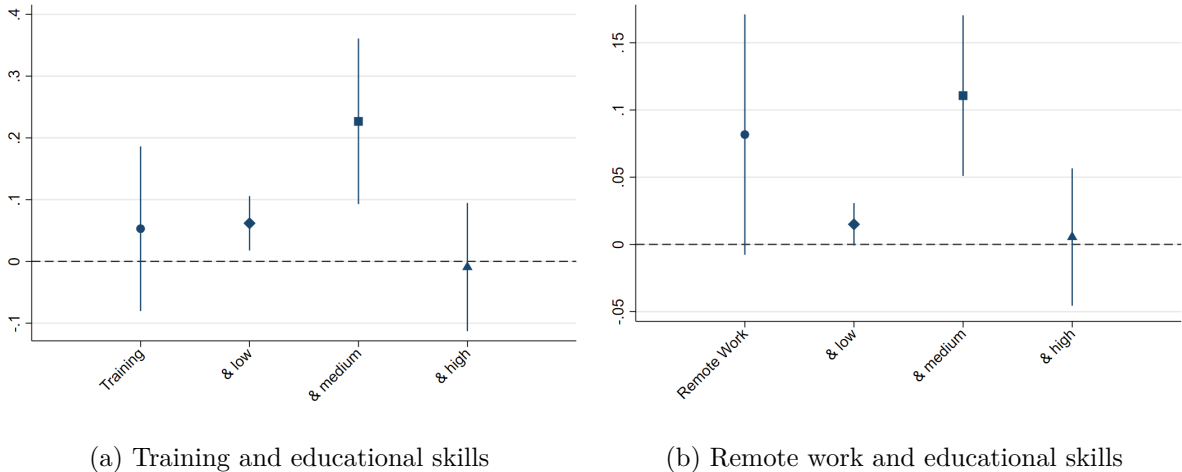 .4
.3
.2
.1
0
-.1
Training
& low
& medium
& high
(a) Training and educational skills
.15
.1
.05
0
-.05
Remote Work
& low
& medium
& high
(b) Remote work and educational skills